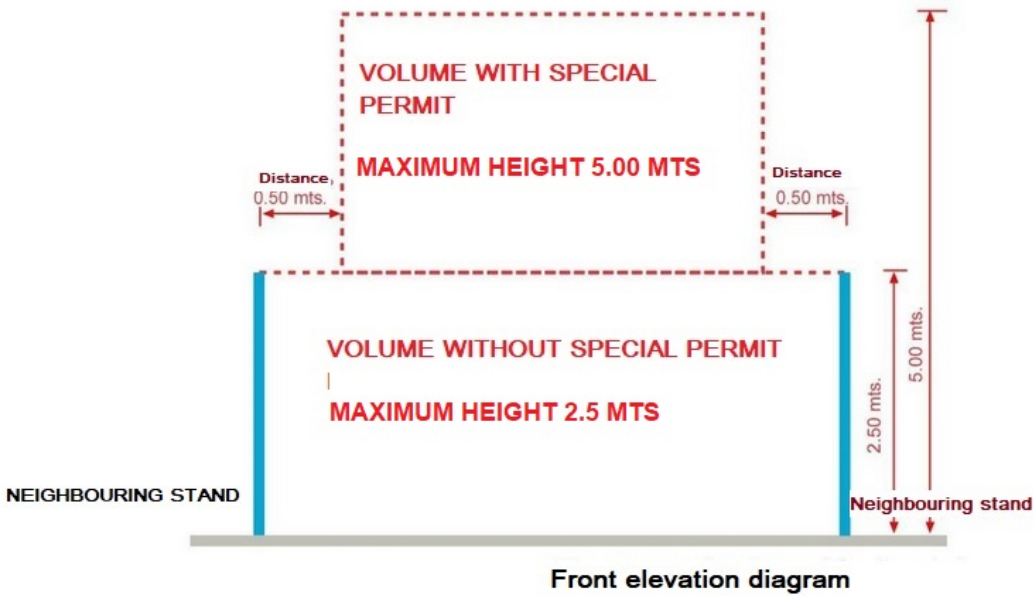 VOLUME WITH SPECIAL
PERMIT
MAXIMUM HEIGHT 5.00 MTS
Distance
0.50 mts.
Distance
0.50 mts.
VOLUME WITHOUT SPECIAL PERMIT
MAXIMUM HEIGHT 2.5 MTS
2.50 mts.
5.00 mts.
NEIGHBOURING STAND
Neighbouring stand
Front elevation diagram